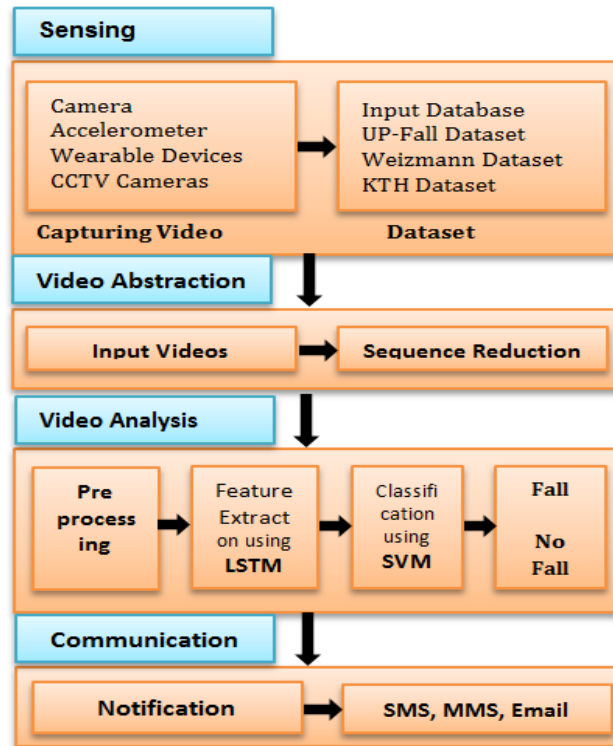 Sensing
Camera
Accelerometer
Wearable Devices
CCTV Cameras
Capturing Video
Input Database
UP-Fall Dataset
Weizmann Dataset
KTH Dataset
Dataset
Video Abstraction
Input Videos
Sequence Reduction
Video Analysis
Pre
process
ing
Feature
Extract
on using
LSTM
Classifi
cation
using
SVM
Fall
No
Fall
Communication
Notification
SMS, MMS, Email